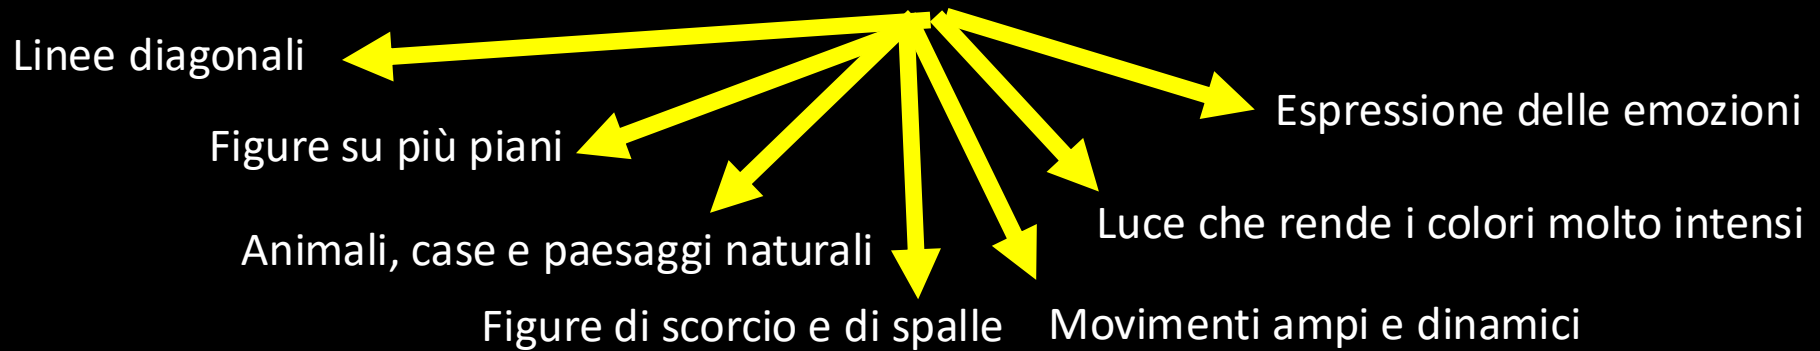 Linee diagonali
Espressione delle emozioni
Figure su più piani
Luce che rende i colori molto intensi
Animali, case e paesaggi naturali
Figure di scorcio e di spalle
Movimenti ampi e dinamici